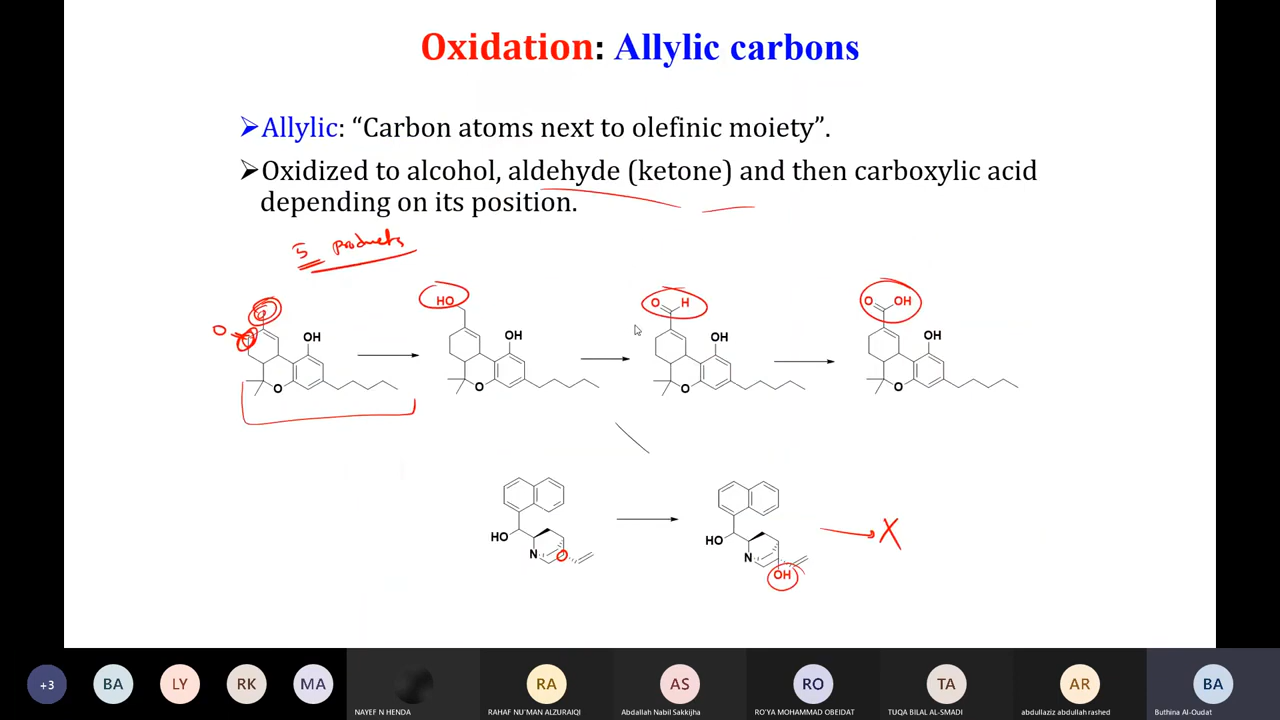 Oxidation: Allylic carbons
➢Allylic: “Carbon atoms next to olefinic moiety”.
➢Oxidized to alcohol, aldehyde (ketone) and then carboxylic acid
depending on its position.
5 products
O
OH
O
HO
OH
O
O H
OH
O
O OH
OH
O
HO
N
HO
N
OH
X
+3
BA
LY
RK
MA
NAYEF N HENDA
RA
RAHAF NU'MAN ALZURAIQI
AS
Abdallah Nabil Sakkijha
RO
RO'YA MOHAMMAD OBEIDAT
TA
TUQA BILAL AL-SMADI
AR
abdullaziz abdullah rashed
BA
Buthina Al-Oudat